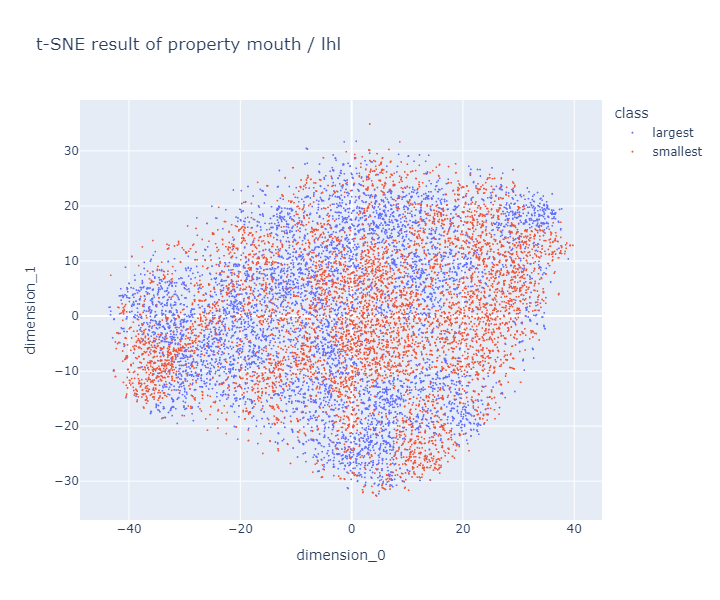 t-SNE result of property mouth / lhl
class
largest
smallest
30
20
10
0
−10
−20
−30
dimension_1
−40
−20
0
20
40
dimension_0